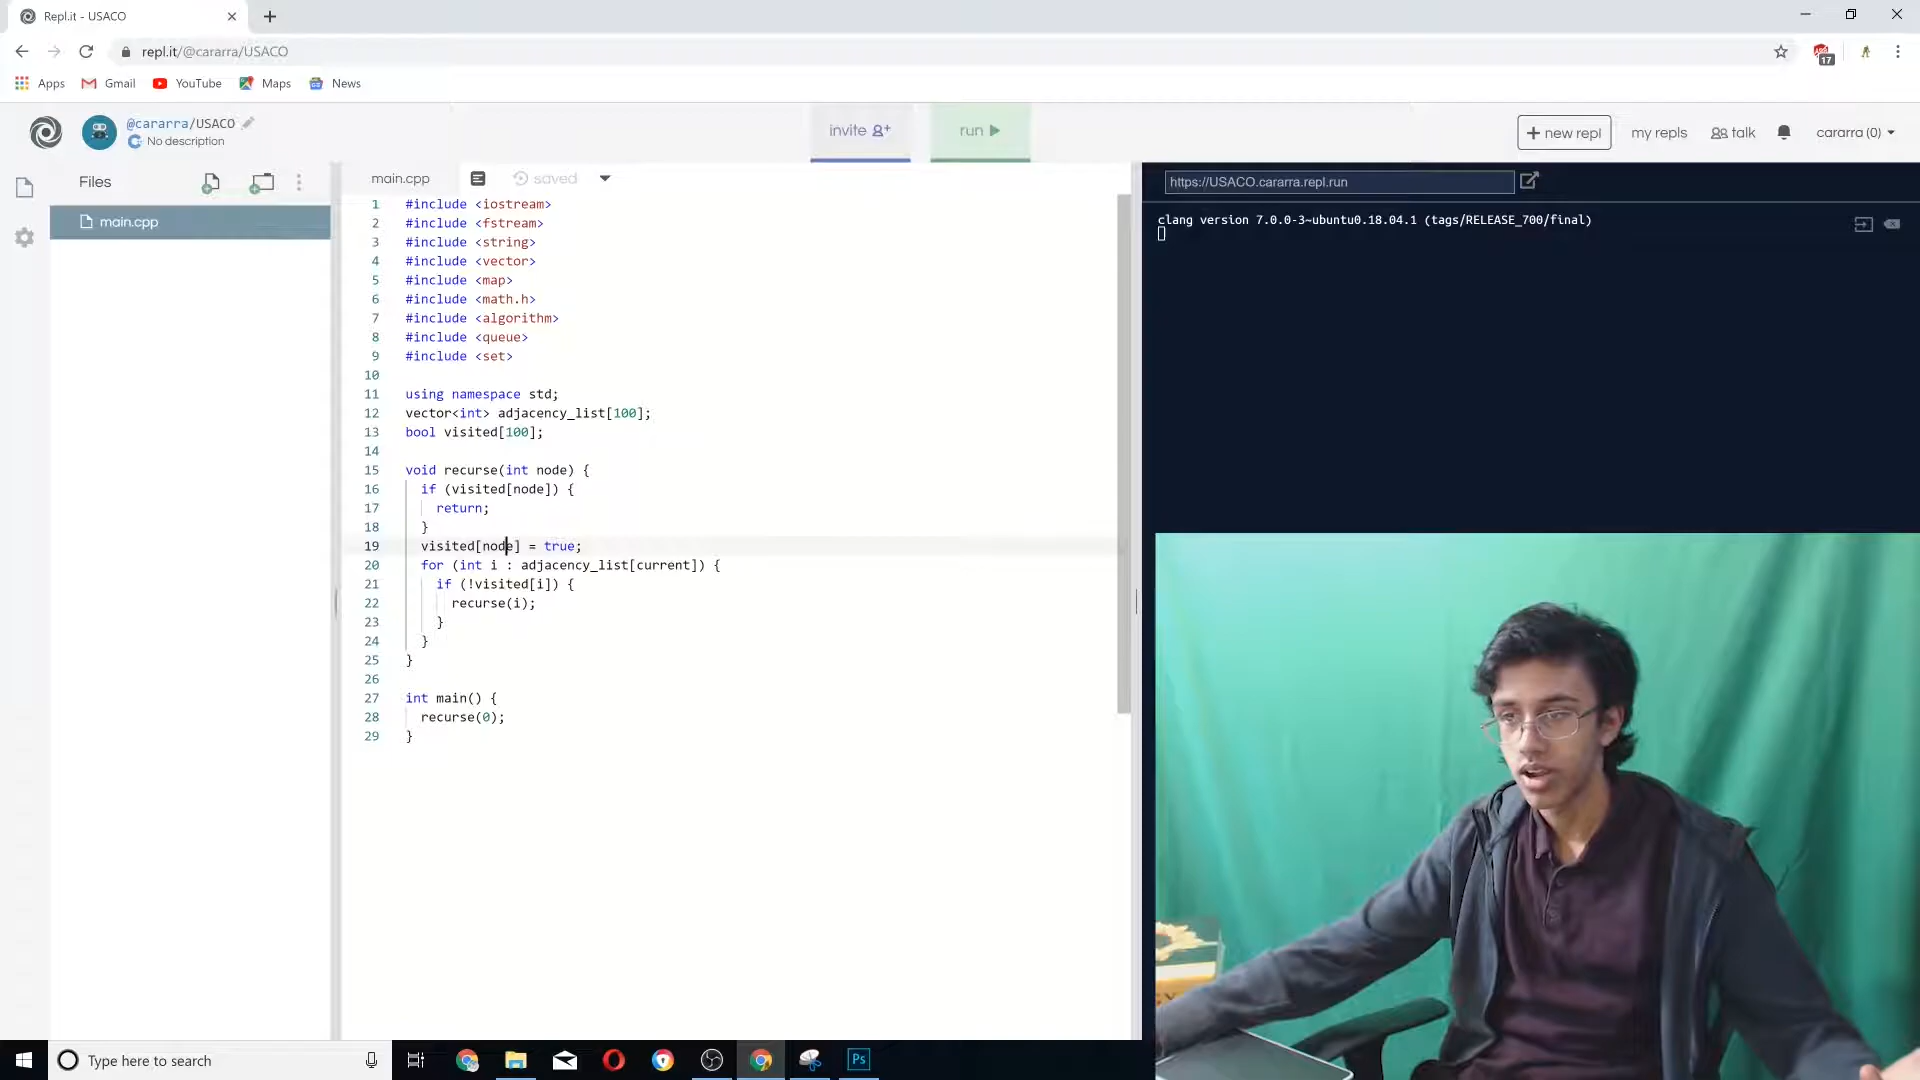 Repl.it - USACO
repl.it/@cararra/USACO
17
Apps Gmail YouTube Maps News
@cararra/USACO
No description
invite
run
+ new repl
my repls
talk
cararra (0)
Files
main.cpp
main.cpp
saved
1 #include <iostream>
2 #include <fstream>
3 #include <string>
4 #include <vector>
5 #include <map>
6 #include <math.h>
7 #include <algorithm>
8 #include <queue>
9 #include <set>
10
11 using namespace std;
12 vector<int> adjacency_list[100];
13 bool visited[100];
14
15 void recurse(int node) {
16 if (visited[node]) {
17 return;
18 }
19 visited[node] = true;
20 for (int i : adjacency_list[current]) {
21 if (!visited[i]) {
22 recurse(i);
23 }
24 }
25 }
26
27 int main() {
28 recurse(0);
29 }
https://USACO.cararra.repl.run
clang version 7.0.0-3~ubuntu0.18.04.1 (tags/RELEASE_700/final)
Type here to search
Ps